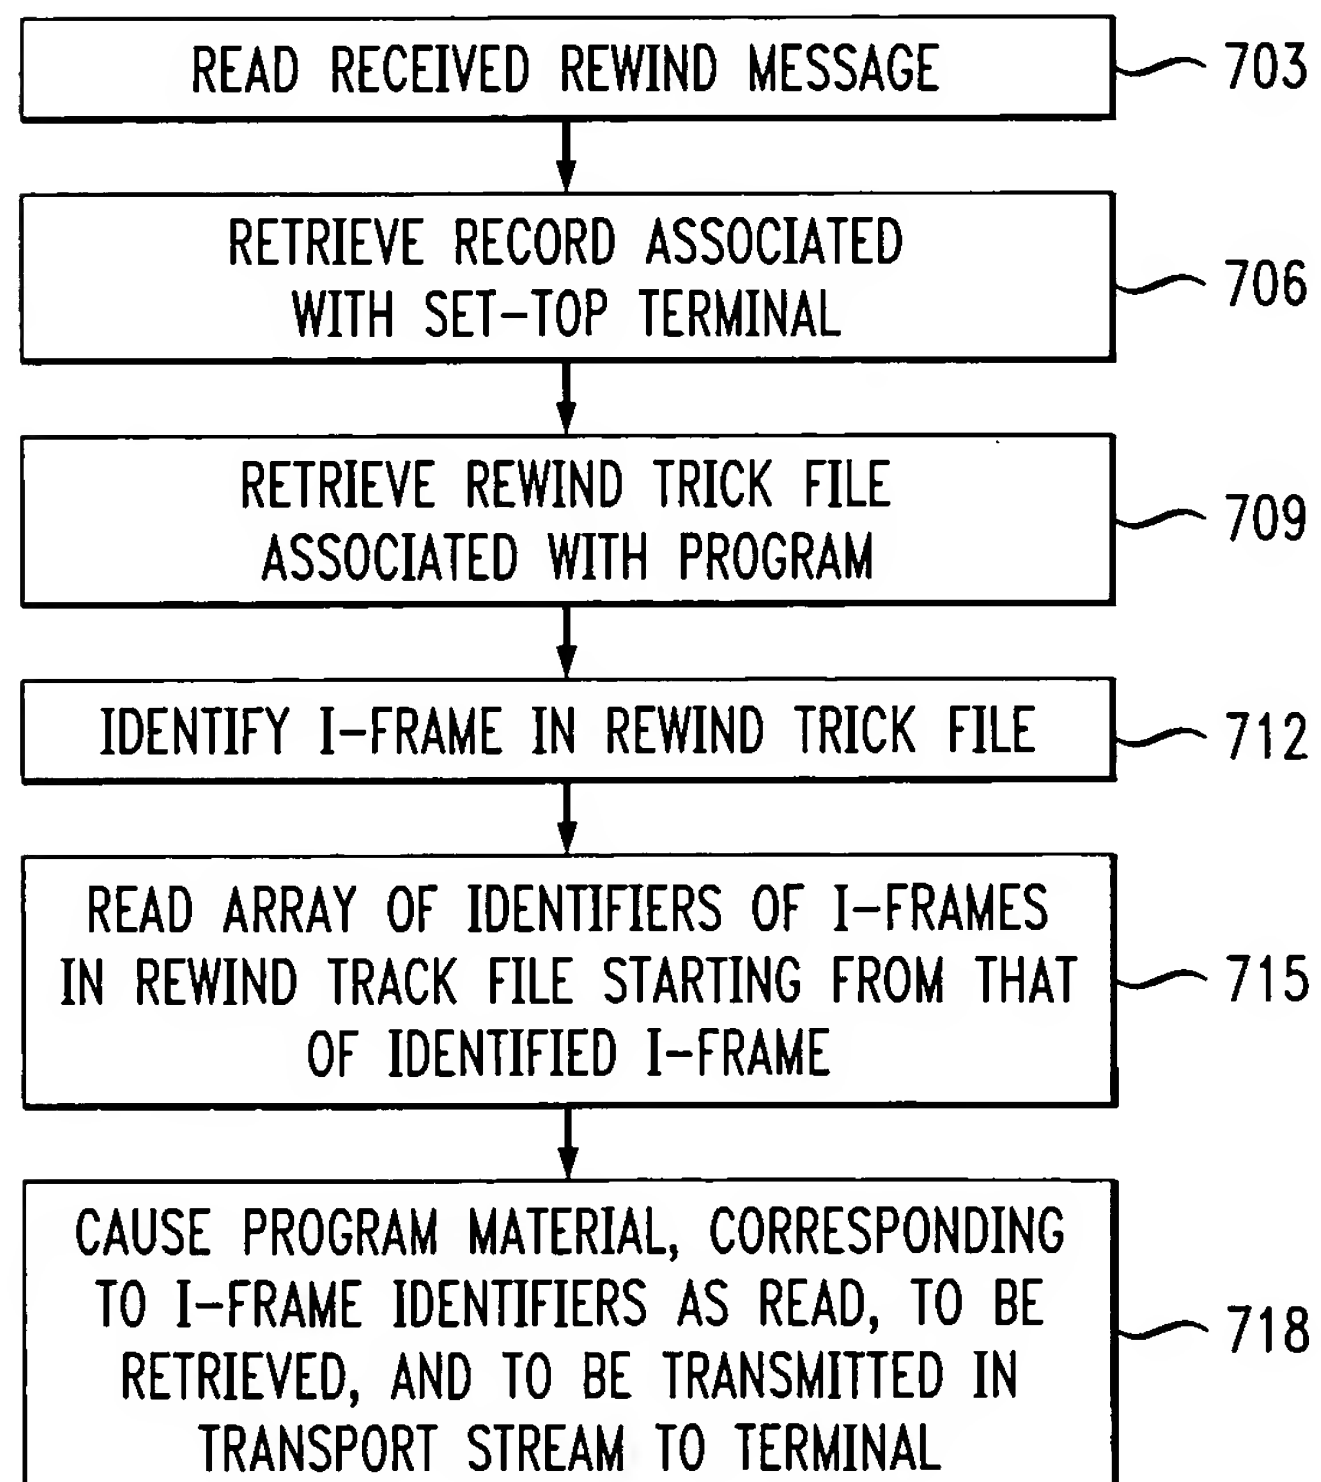 READ RECEIVED REWIND MESSAGE
703
RETRIEVE RECORD ASSOCIATED
WITH SET-TOP TERMINAL
706
RETRIEVE REWIND TRICK FILE
ASSOCIATED WITH PROGRAM
709
IDENTIFY I-FRAME IN REWIND TRICK FILE
712
READ ARRAY OF IDENTIFIERS OF I-FRAMES
IN REWIND TRACK FILE STARTING FROM THAT
OF IDENTIFIED I-FRAME
715
CAUSE PROGRAM MATERIAL, CORRESPONDING
TO I-FRAME IDENTIFIERS AS READ, TO BE
RETRIEVED, AND TO BE TRANSMITTED IN
TRANSPORT STREAM TO TERMINAL
718